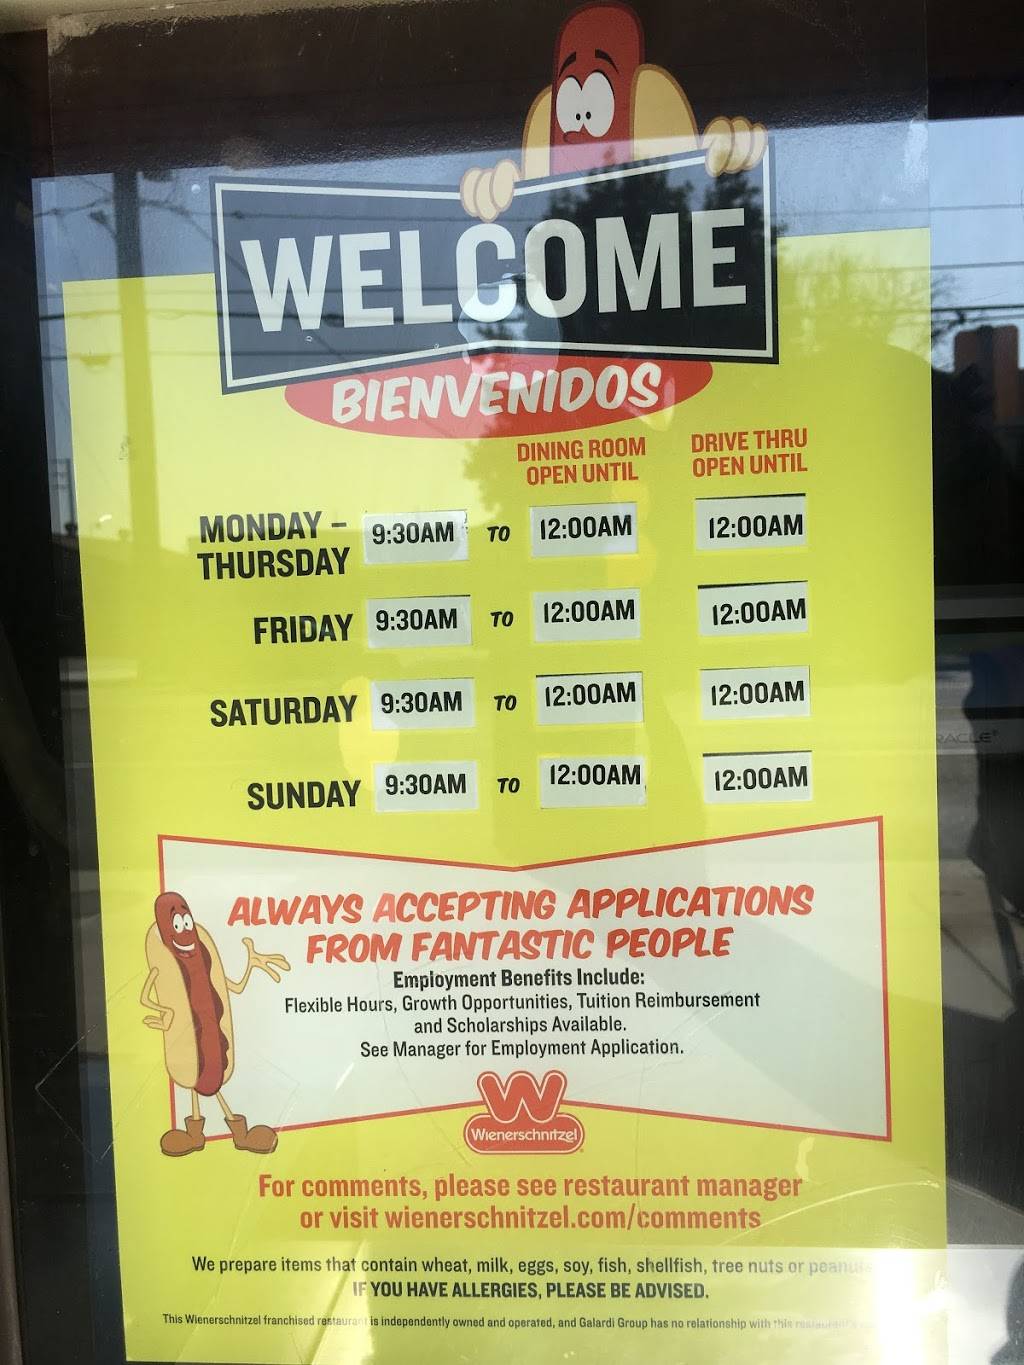 WELCOME
BIENVENIDOS
DINING ROOM
OPEN UNTIL
DRIVE THRU
OPEN UNTIL
MONDAY –
THURSDAY
9:30AM TO 12:00AM 12:00AM
FRIDAY 9:30AM TO 12:00AM 12:00AM
SATURDAY 9:30AM TO 12:00AM 12:00AM
SUNDAY 9:30AM TO 12:00AM 12:00AM
ALWAYS ACCEPTING APPLICATIONS
FROM FANTASTIC PEOPLE
Employment Benefits Include:
Flexible Hours, Growth Opportunities, Tuition Reimbursement
and Scholarships Available.
See Manager for Employment Application.
W
Wienerschnitzel
For comments, please see restaurant manager
or visit wienerschnitzel.com/comments
We prepare items that contain wheat, milk, eggs, soy, fish, shellfish, tree nuts or peanuts
IF YOU HAVE ALLERGIES, PLEASE BE ADVISED.
This Wienerschnitzel franchised restaurant is independently owned and operated, and Galardi Group has no relationship with this